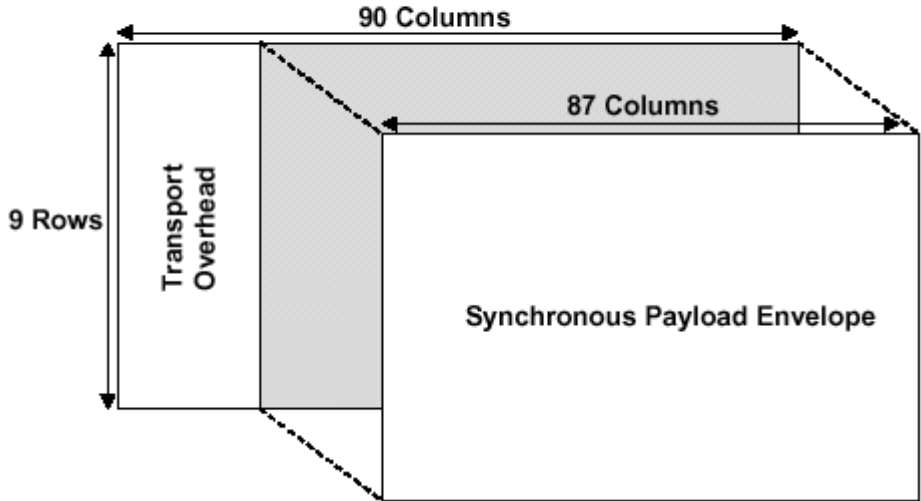 90 Columns
87 Columns
9 Rows
Transport
Overhead
Synchronous Payload Envelope